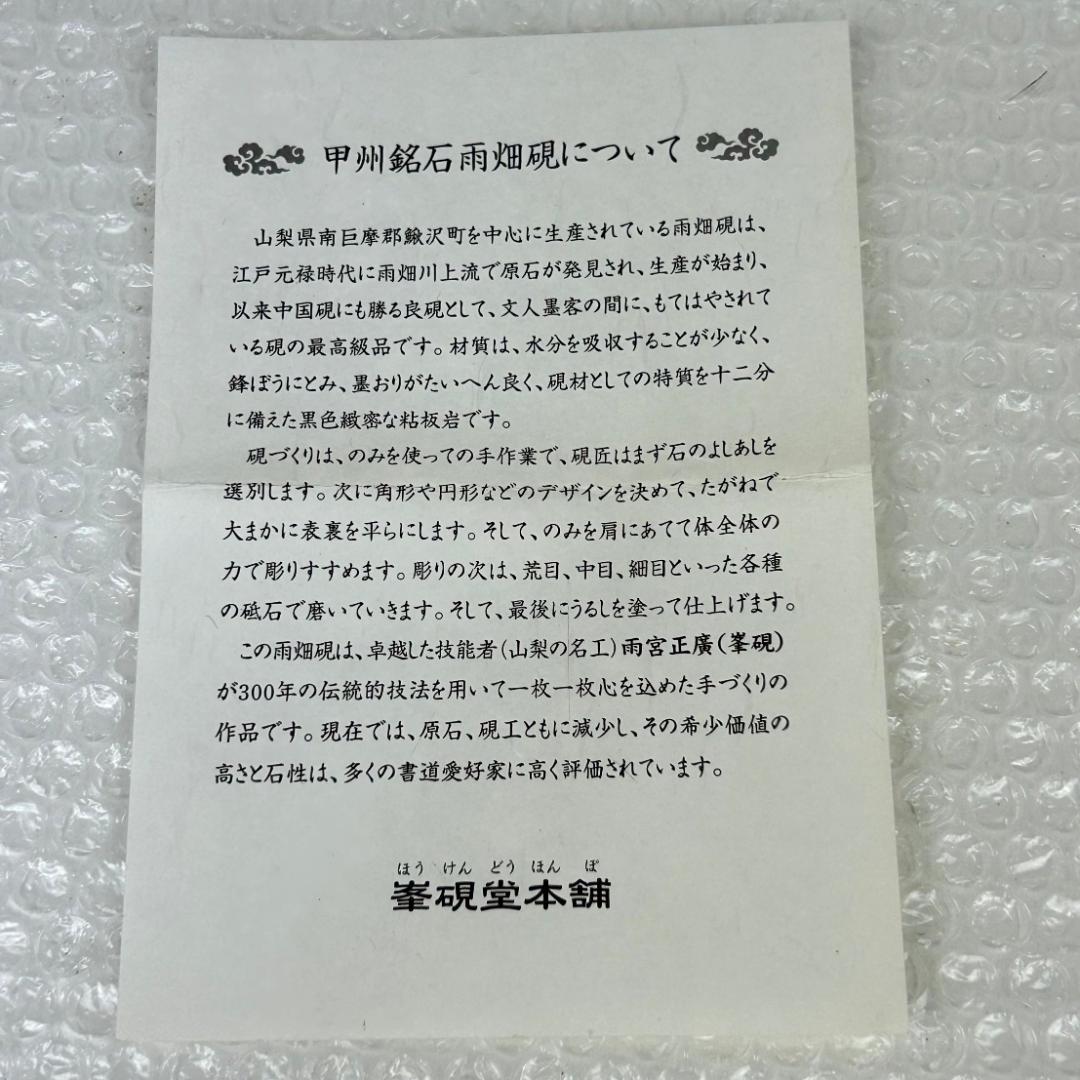 甲州銘石雨畑硯について
山梨県南巨摩郡鰍沢町を中心に生産されている雨畑硯は、
江戸元禄時代に雨畑川上流で原石が発見され、生産が始まり、
以来中国硯にも勝る良硯として、文人墨客の間に、もてはやされて
いる硯の最高級品です。材質は、水分を吸収することが少なく、
鋒ぼうにとみ、墨おりがたいへん良く、硯材としての特質を十二分
に備えた黒色緻密な粘板岩です。
硯づくりは、のみを使っての手作業で、硯匠はまず石のよしあしを
選別します。次に角形や円形などのデザインを決めて、たがねで
大まかに表裏を平らにします。そして、のみを肩にあてて体全体の
力で彫りすすめます。彫りの次は、荒目、中目、細目といった各種
の砥石で磨いていきます。そして、最後にうるしを塗って仕上げます。
この雨畑硯は、卓越した技能者(山梨の名工)雨宮正廣(峯硯)
が300年の伝統的技法を用いて一枚一枚心を込めた手づくりの
作品です。現在では、原石、硯工ともに減少し、その希少価値の
高さと石性は、多くの書道愛好家に高く評価されています。
ほう けん どう ほん ぽ
峯硯堂本舗